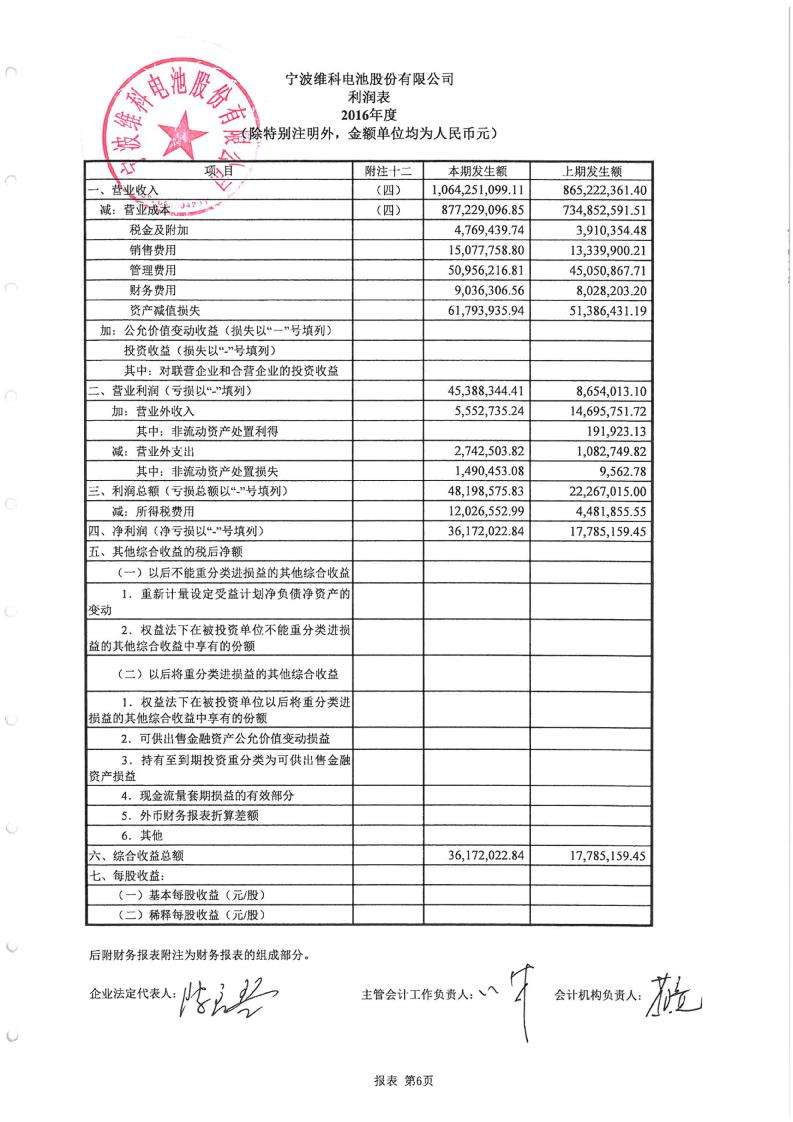 宁波维科电池股份有限公司
利润表
2016年度
（除特别注明外，金额单位均为人民币元）
宁波维科电池股份有限公司
项 目 附注十二 本期发生额 上期发生额
一、营业收入 （四） 1,064,251,099.11 865,222,361.40
减：营业成本 （四） 877,229,096.85 734,852,591.51
税金及附加 4,769,439.74 3,910,354.48
销售费用 15,077,758.80 13,339,900.21
管理费用 50,956,216.81 45,050,867.71
财务费用 9,036,306.56 8,028,203.20
资产减值损失 61,793,935.94 51,386,431.19
加：公允价值变动收益（损失以“－”号填列）
投资收益（损失以“-”号填列）
其中：对联营企业和合营企业的投资收益
二、营业利润（亏损以“-”填列） 45,388,344.41 8,654,013.10
加：营业外收入 5,552,735.24 14,695,751.72
其中：非流动资产处置利得 191,923.13
减：营业外支出 2,742,503.82 1,082,749.82
其中：非流动资产处置损失 1,490,453.08 9,562.78
三、利润总额（亏损总额以“-”号填列） 48,198,575.83 22,267,015.00
减：所得税费用 12,026,552.99 4,481,855.55
四、净利润（净亏损以“-”号填列） 36,172,022.84 17,785,159.45
五、其他综合收益的税后净额
（一）以后不能重分类进损益的其他综合收益
1．重新计量设定受益计划净负债净资产的
变动
2．权益法下在被投资单位不能重分类进损
益的其他综合收益中享有的份额
（二）以后将重分类进损益的其他综合收益
1．权益法下在被投资单位以后将重分类进
损益的其他综合收益中享有的份额
2．可供出售金融资产公允价值变动损益
3．持有至到期投资重分类为可供出售金融
资产损益
4．现金流量套期损益的有效部分
5．外币财务报表折算差额
6．其他
六、综合收益总额 36,172,022.84 17,785,159.45
七、每股收益：
（一）基本每股收益（元/股）
（二）稀释每股收益（元/股）
后附财务报表附注为财务报表的组成部分。
企业法定代表人： 主管会计工作负责人： 会计机构负责人：
报表 第6页